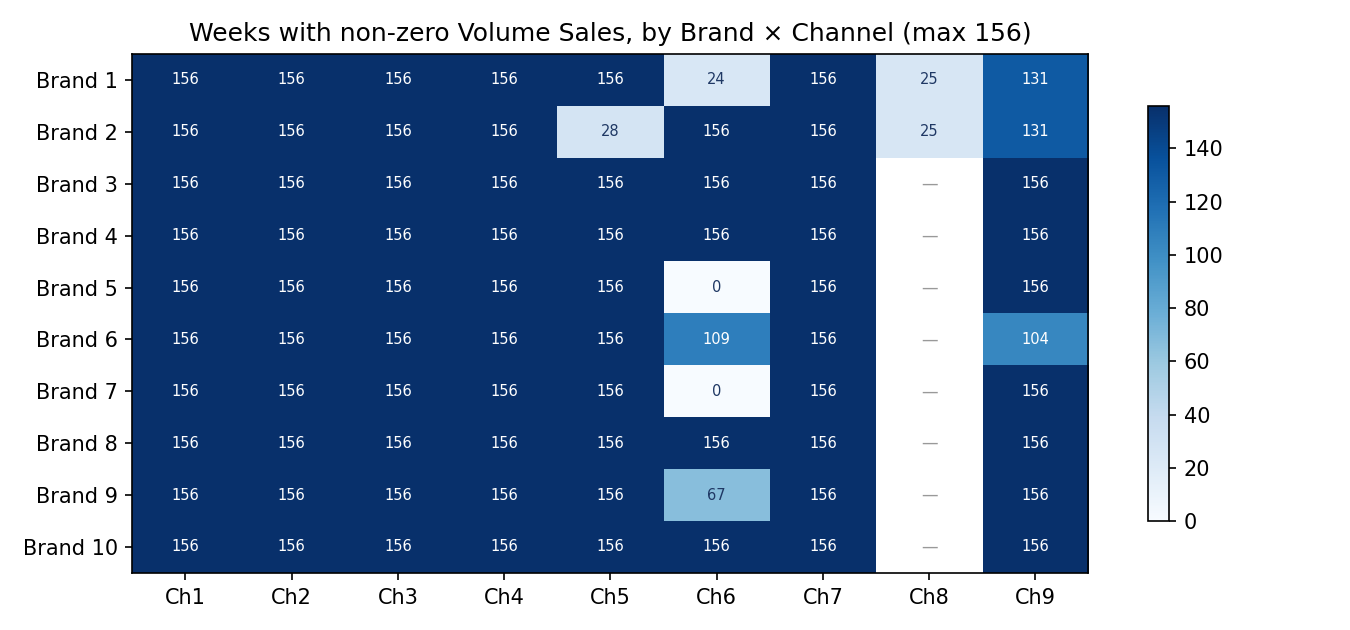 Weeks with non-zero Volume Sales, by Brand × Channel (max 156)
Brand 1 156 156 156 156 156 24 156 25 131
Brand 2 156 156 156 156 28 156 156 25 131
Brand 3 156 156 156 156 156 156 156 — 156
Brand 4 156 156 156 156 156 156 156 — 156
Brand 5 156 156 156 156 156 0 156 — 156
Brand 6 156 156 156 156 156 109 156 — 104
Brand 7 156 156 156 156 156 0 156 — 156
Brand 8 156 156 156 156 156 156 156 — 156
Brand 9 156 156 156 156 156 67 156 — 156
Brand 10 156 156 156 156 156 156 156 — 156
Ch1 Ch2 Ch3 Ch4 Ch5 Ch6 Ch7 Ch8 Ch9
140
120
100
80
60
40
20
0